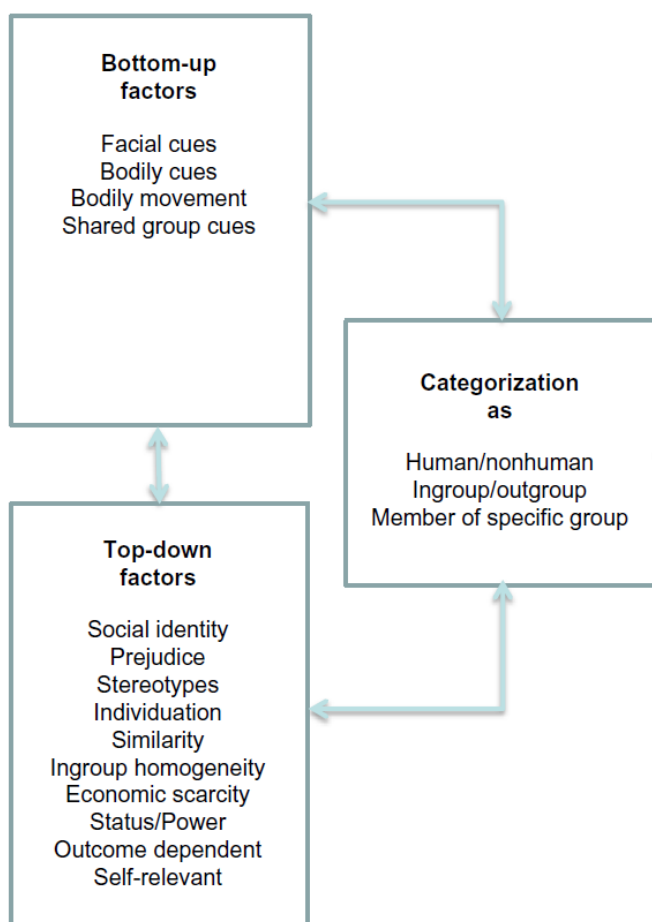 Bottom-up
factors
Facial cues
Bodily cues
Bodily movement
Shared group cues
Categorization
as
Human/nonhuman
Ingroup/outgroup
Member of specific group
Top-down
factors
Social identity
Prejudice
Stereotypes
Individuation
Similarity
Ingroup homogeneity
Economic scarcity
Status/Power
Outcome dependent
Self-relevant